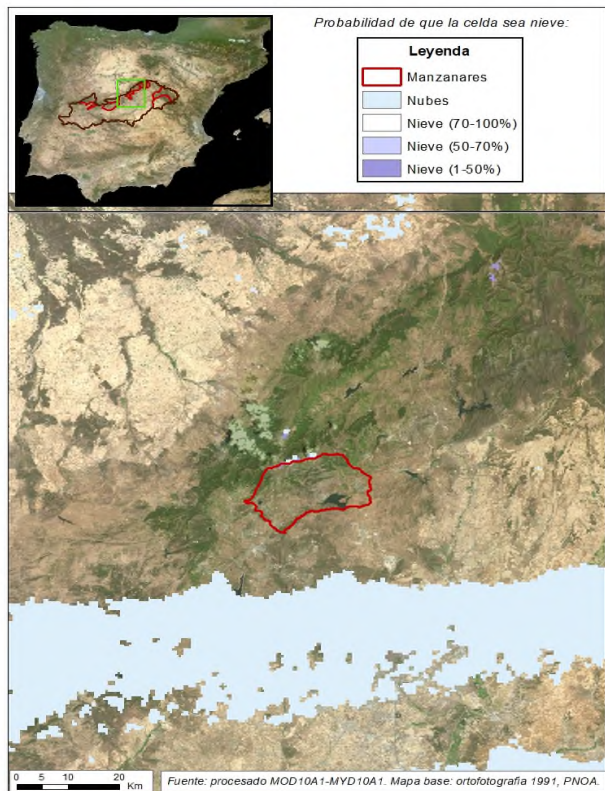 Probabilidad de que la celda sea nieve:
Leyenda
Manzanares
Nubes
Nieve (70-100%)
Nieve (50-70%)
Nieve (1-50%)
0 5 10 20
Km
Fuente: procesado MOD10A1-MYD10A1. Mapa base: ortofotografía 1991, PNOA.